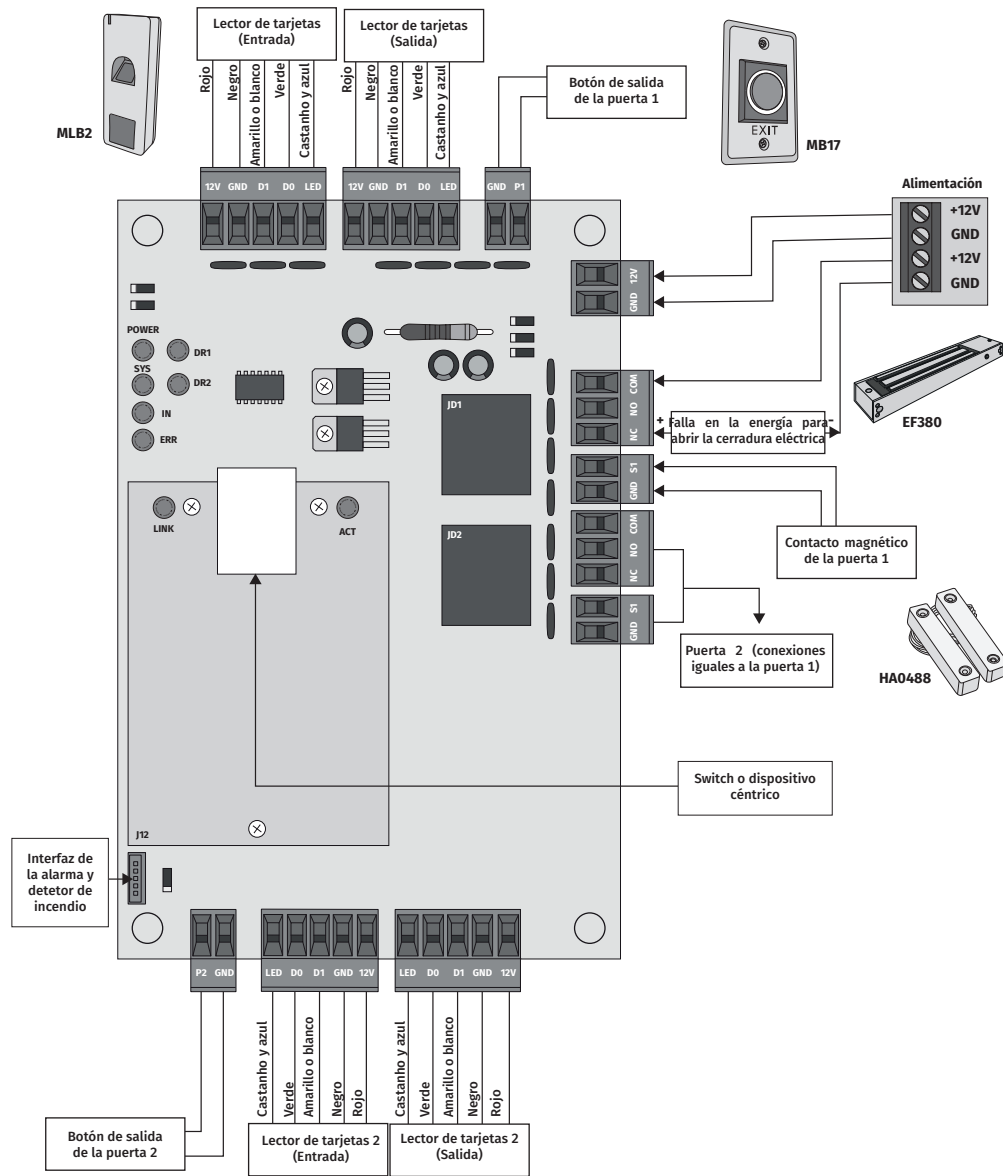 Lector de tarjetas
(Entrada)
Lector de tarjetas
(Salida)
Rojo
Negro
Amarillo o blanco
Verde
Castanho y azul
Rojo
Negro
Amarillo o blanco
Verde
Castanho y azul
Botón de salida
de la puerta 1
MLB2
EXIT
MB17
12V GND D1 D0 LED
12V GND D1 D0 LED
GND P1
Alimentación
+12V
GND
+12V
GND
12V
GND
POWER
DR1
SYS
DR2
IN
ERR
JD1
COM
NO
NC
+ Falla en la energía para-
abrir la cerradura eléctrica
EF380
S1
GND
LINK
ACT
JD2
COM
NO
NC
Contacto magnético
de la puerta 1
S1
GND
Puerta 2 (conexiones
iguales a la puerta 1)
HA0488
Switch o dispositivo
céntrico
J12
Interfaz de
la alarma y
detetor de
incendio
P2 GND
LED D0 D1 GND 12V
LED D0 D1 GND 12V
Castanho y azul
Verde
Amarillo o blanco
Negro
Rojo
Castanho y azul
Verde
Amarillo o blanco
Negro
Rojo
Botón de salida
de la puerta 2
Lector de tarjetas 2
(Entrada)
Lector de tarjetas 2
(Salida)